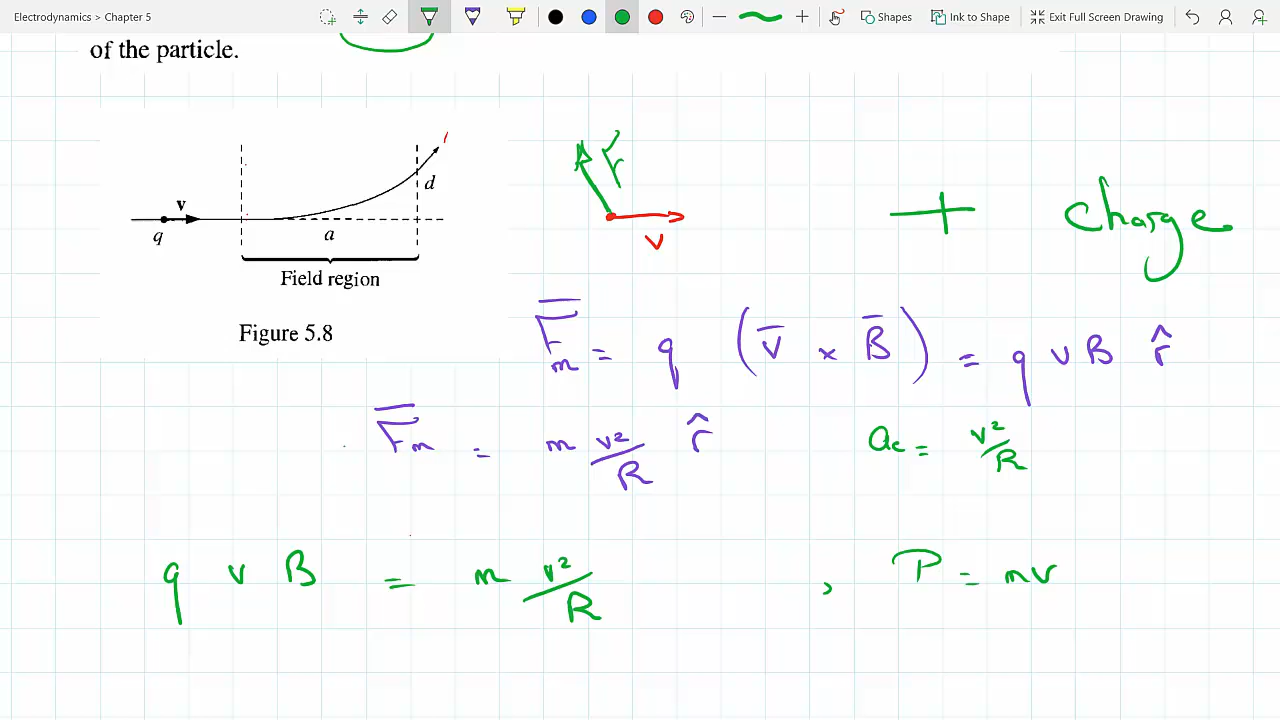 Electrodynamics > Chapter 5
Shapes
Ink to Shape
Exit Full Screen Drawing
of the particle.
v
q
a
d
Field region
Figure 5.8
r
v
+ charge
F̅m = q (v̅ × B̅) = q v B r̂
F̅m = m v²/R r̂
ac = v²/R
q v B = m v²/R , P = mv